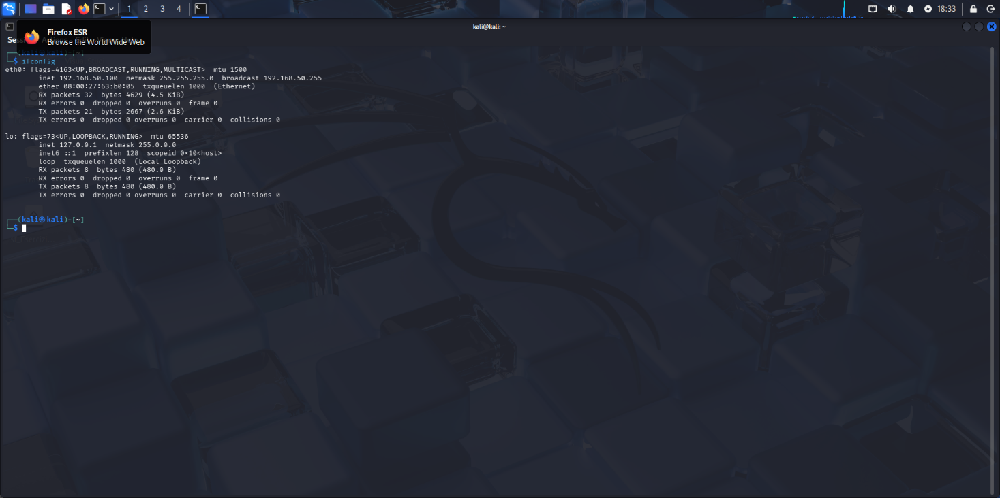 1 2 3 4
18:33
kali@kali: ~
Firefox ESR
Browse the World Wide Web
Se
(kali㉿kali)-[~]
$ ifconfig
eth0: flags=4163<UP,BROADCAST,RUNNING,MULTICAST>  mtu 1500
inet 192.168.50.100  netmask 255.255.255.0  broadcast 192.168.50.255
ether 08:00:27:63:b0:05  txqueuelen 1000  (Ethernet)
RX packets 32  bytes 4629 (4.5 KiB)
RX errors 0  dropped 0  overruns 0  frame 0
TX packets 21  bytes 2667 (2.6 KiB)
TX errors 0  dropped 0 overruns 0  carrier 0  collisions 0
lo: flags=73<UP,LOOPBACK,RUNNING>  mtu 65536
inet 127.0.0.1  netmask 255.0.0.0
inet6 ::1  prefixlen 128  scopeid 0×10<host>
loop  txqueuelen 1000  (Local Loopback)
RX packets 8  bytes 480 (480.0 B)
RX errors 0  dropped 0  overruns 0  frame 0
TX packets 8  bytes 480 (480.0 B)
TX errors 0  dropped 0 overruns 0  carrier 0  collisions 0
(kali㉿kali)-[~]
$